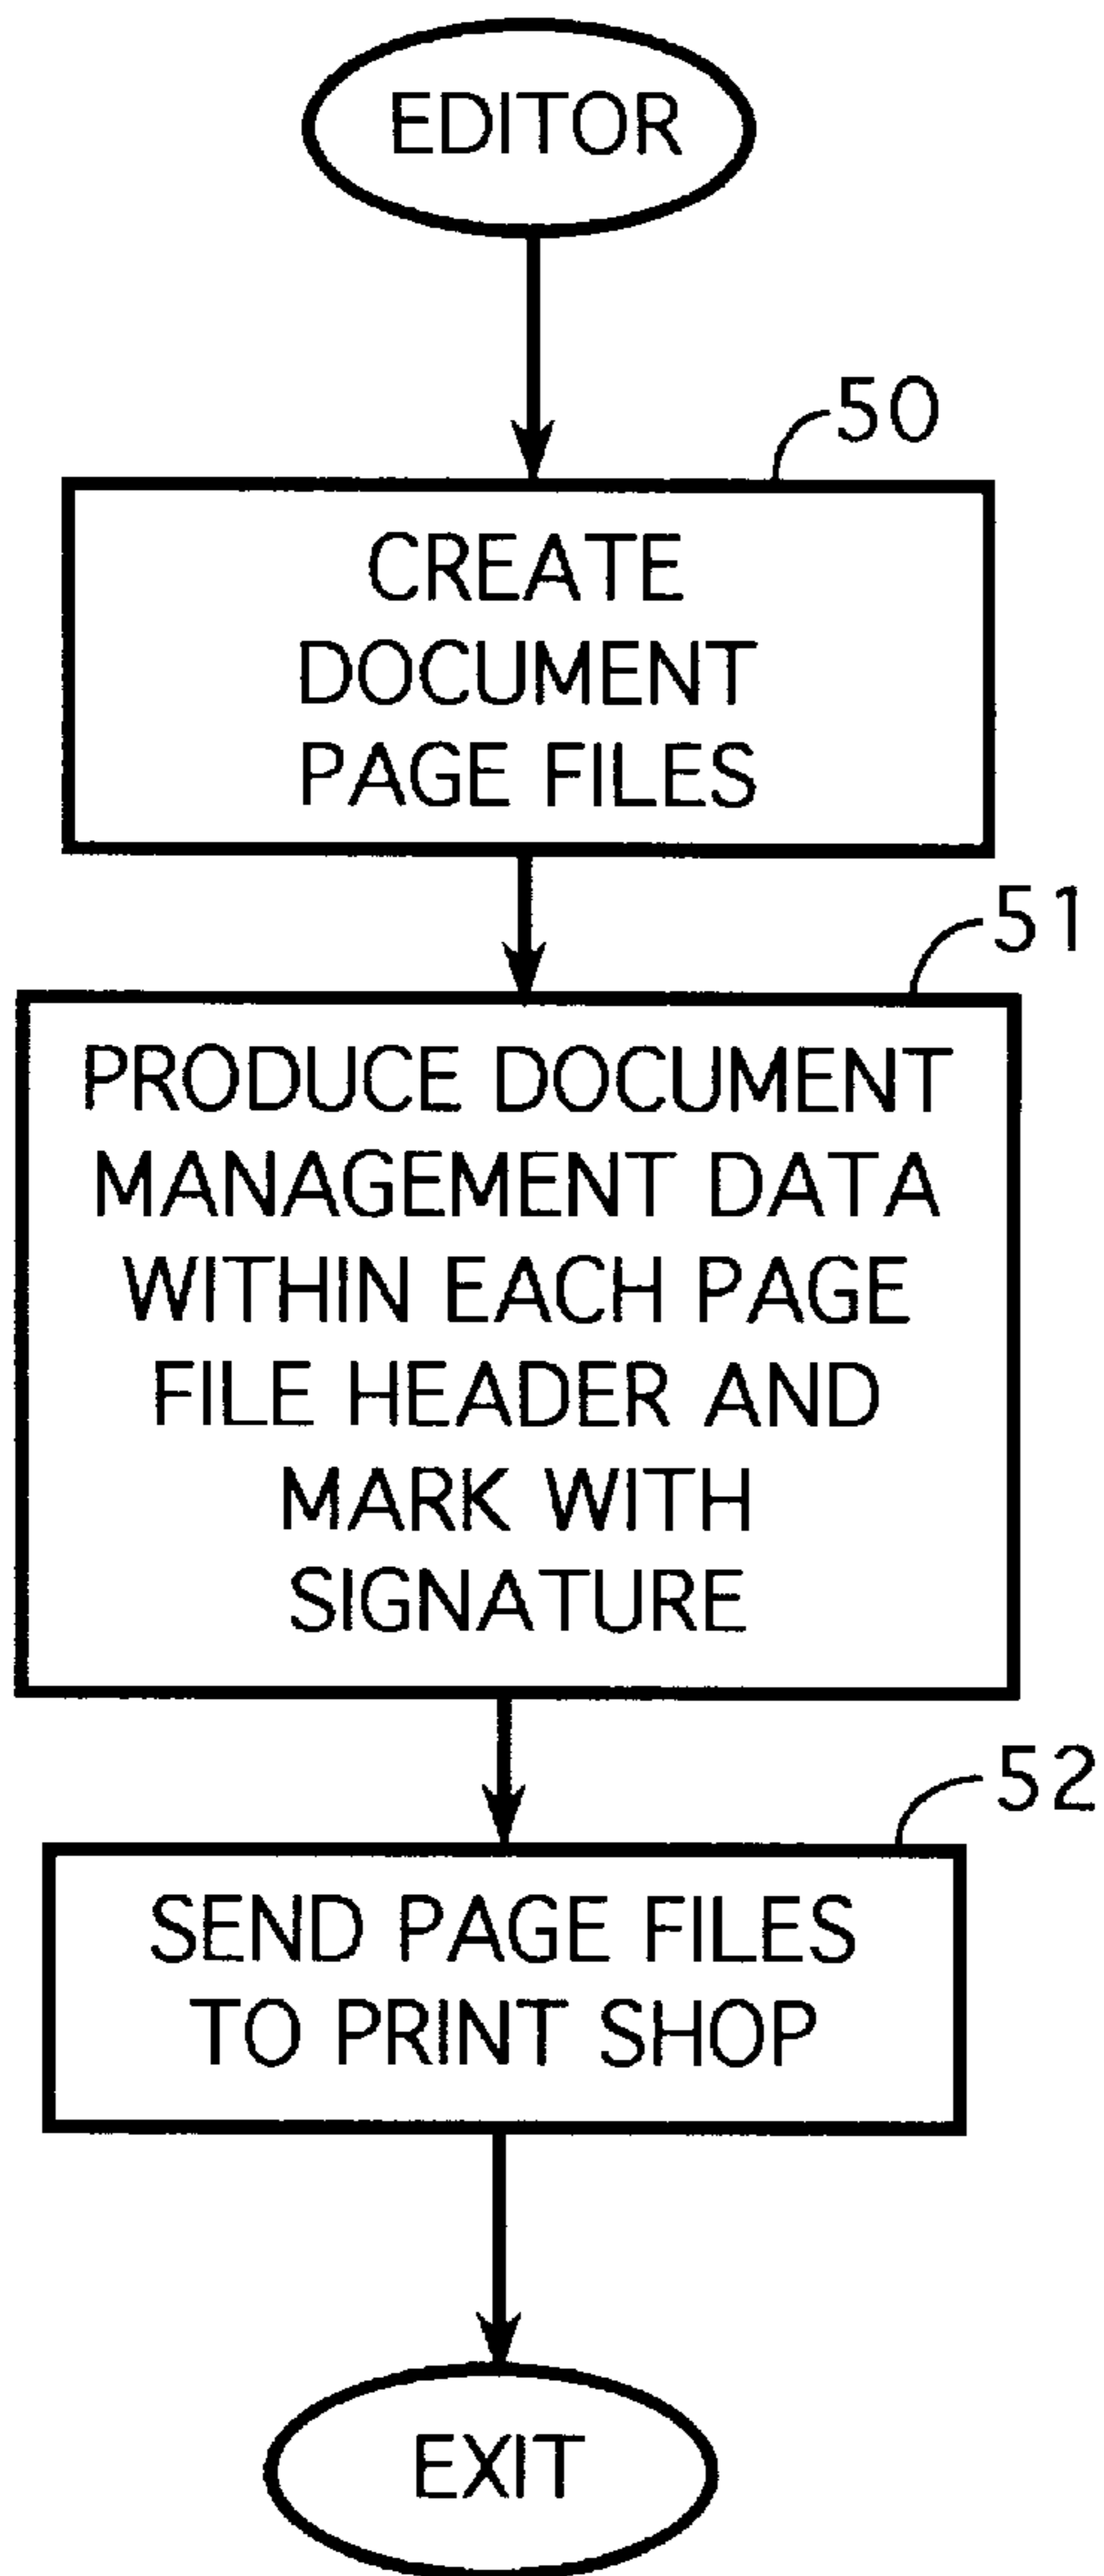 EDITOR
50
CREATE
DOCUMENT
PAGE FILES
51
PRODUCE DOCUMENT
MANAGEMENT DATA
WITHIN EACH PAGE
FILE HEADER AND
MARK WITH
SIGNATURE
52
SEND PAGE FILES
TO PRINT SHOP
EXIT